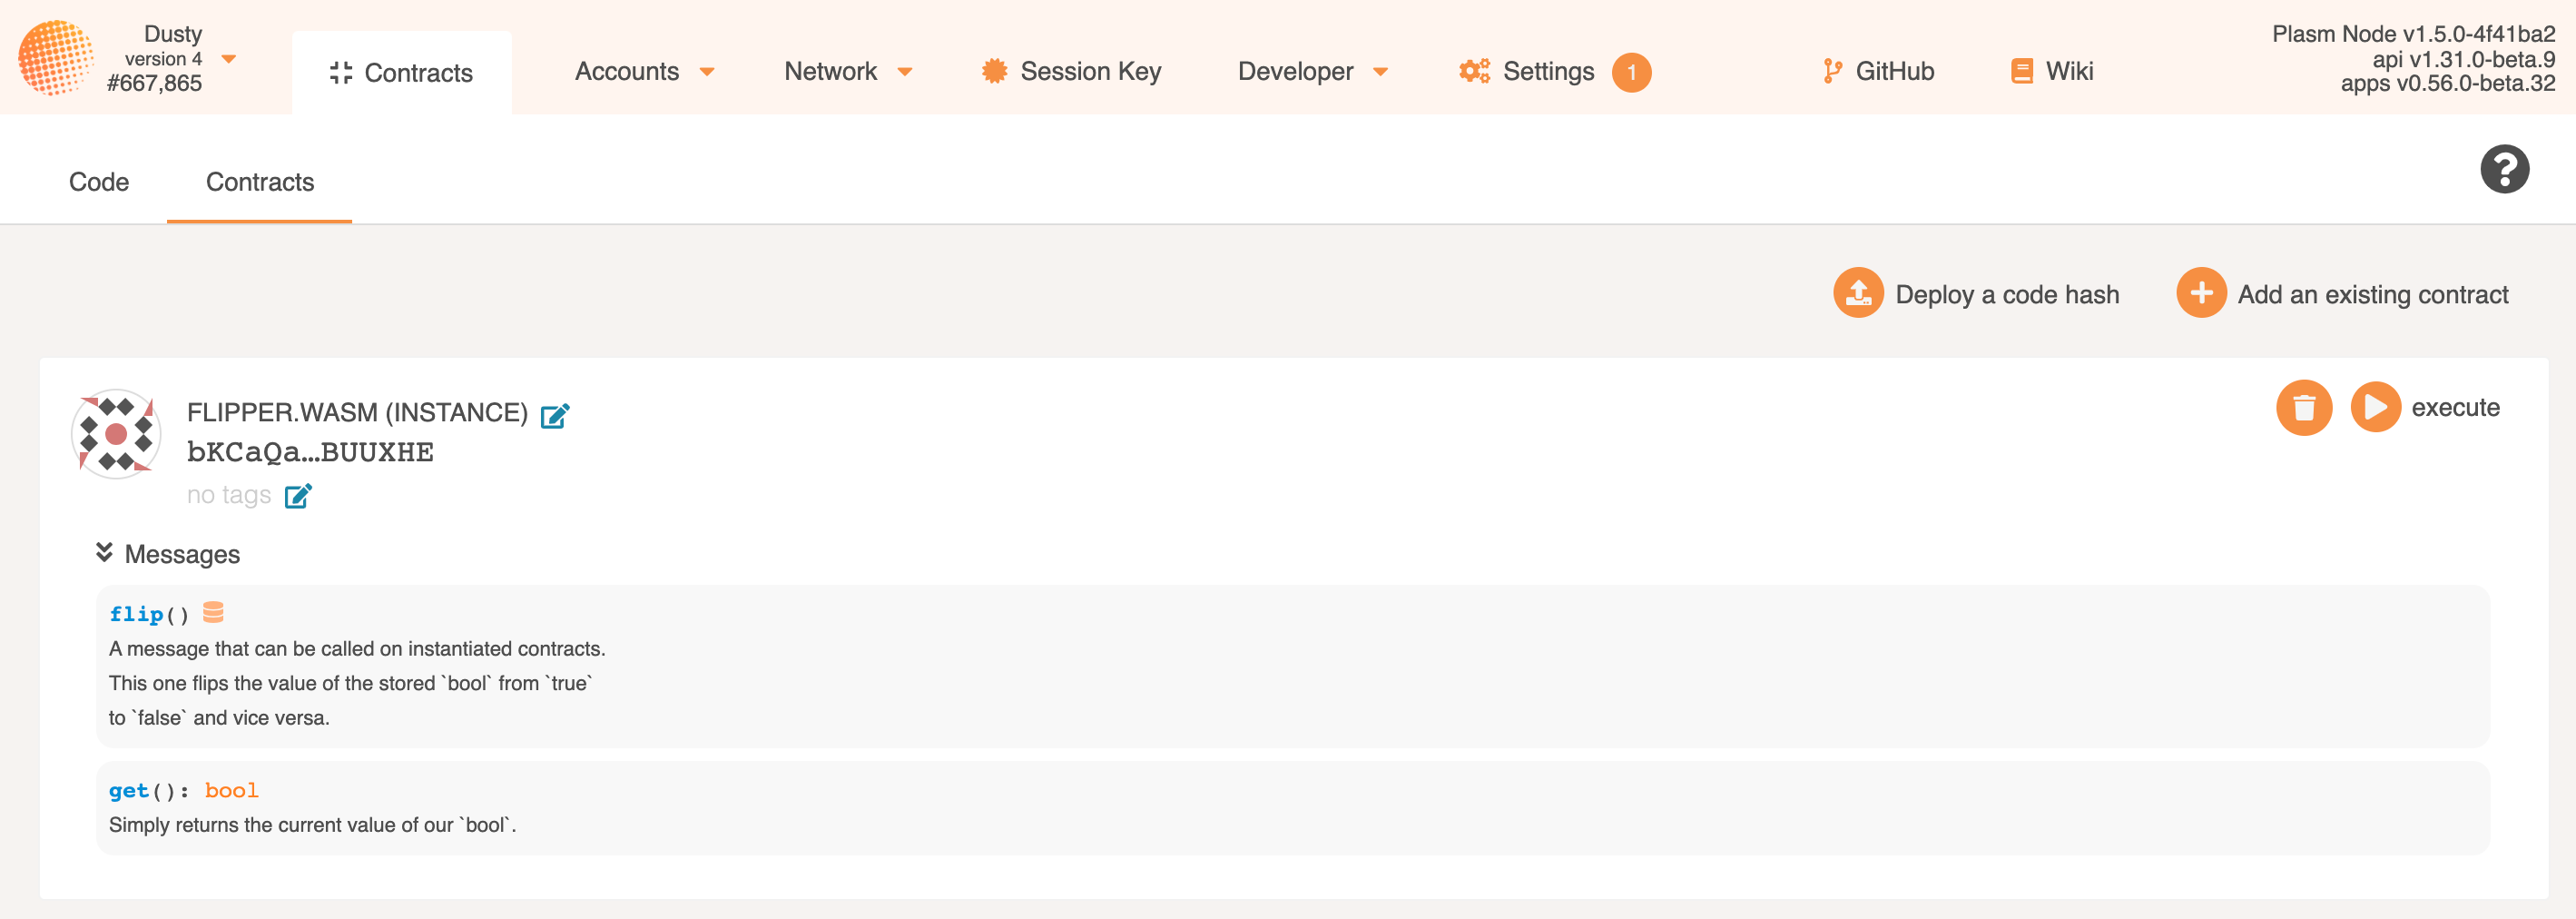 Dusty
version 4
#667,865
Contracts
Accounts
Network
Session Key
Developer
Settings 1
GitHub
Wiki
Plasm Node v1.5.0-4f41ba2
api v1.31.0-beta.9
apps v0.56.0-beta.32
Code
Contracts
?
Deploy a code hash
Add an existing contract
FLIPPER.WASM (INSTANCE)
bKCaQa…BUUXHE
no tags
execute
Messages
flip()
A message that can be called on instantiated contracts.
This one flips the value of the stored `bool` from `true`
to `false` and vice versa.
get(): bool
Simply returns the current value of our `bool`.